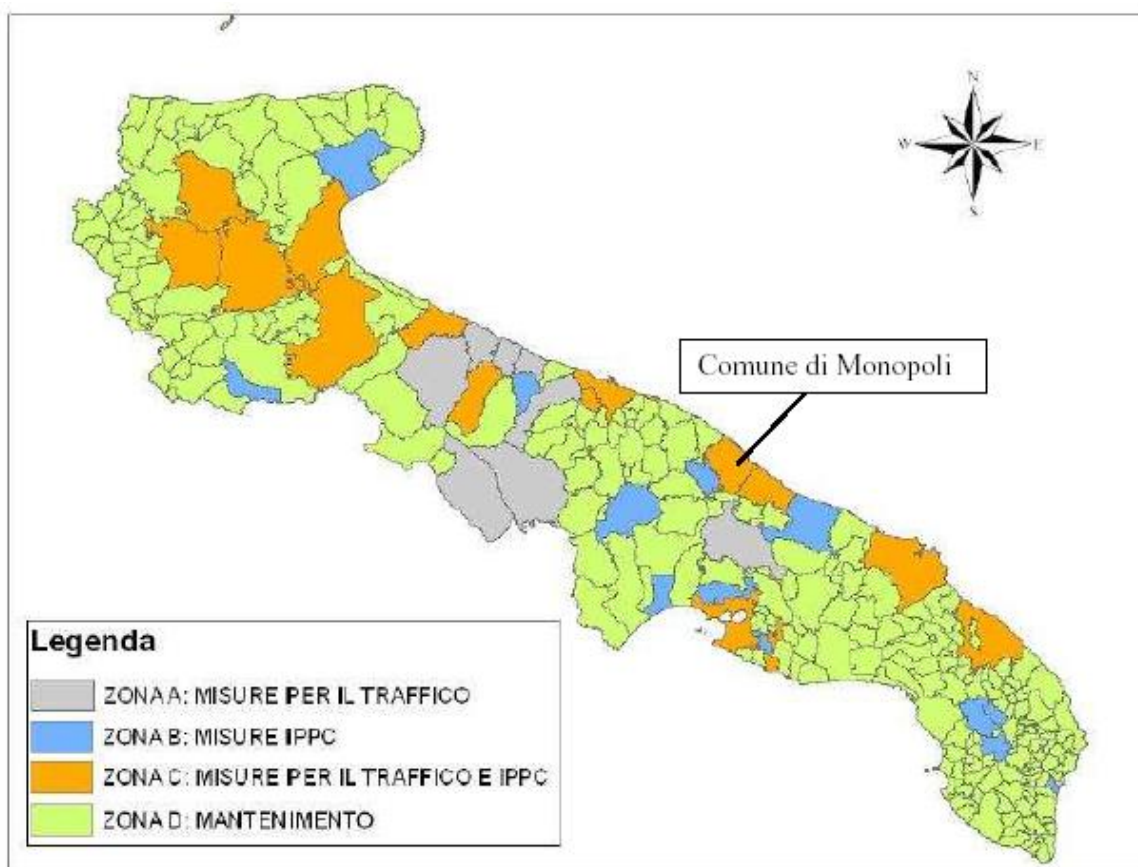 N
W
E
S
Comune di Monopoli
Legenda
ZONA A: MISURE PER IL TRAFFICO
ZONA B: MISURE IPPC
ZONA C: MISURE PER IL TRAFFICO E IPPC
ZONA D: MANTENIMENTO